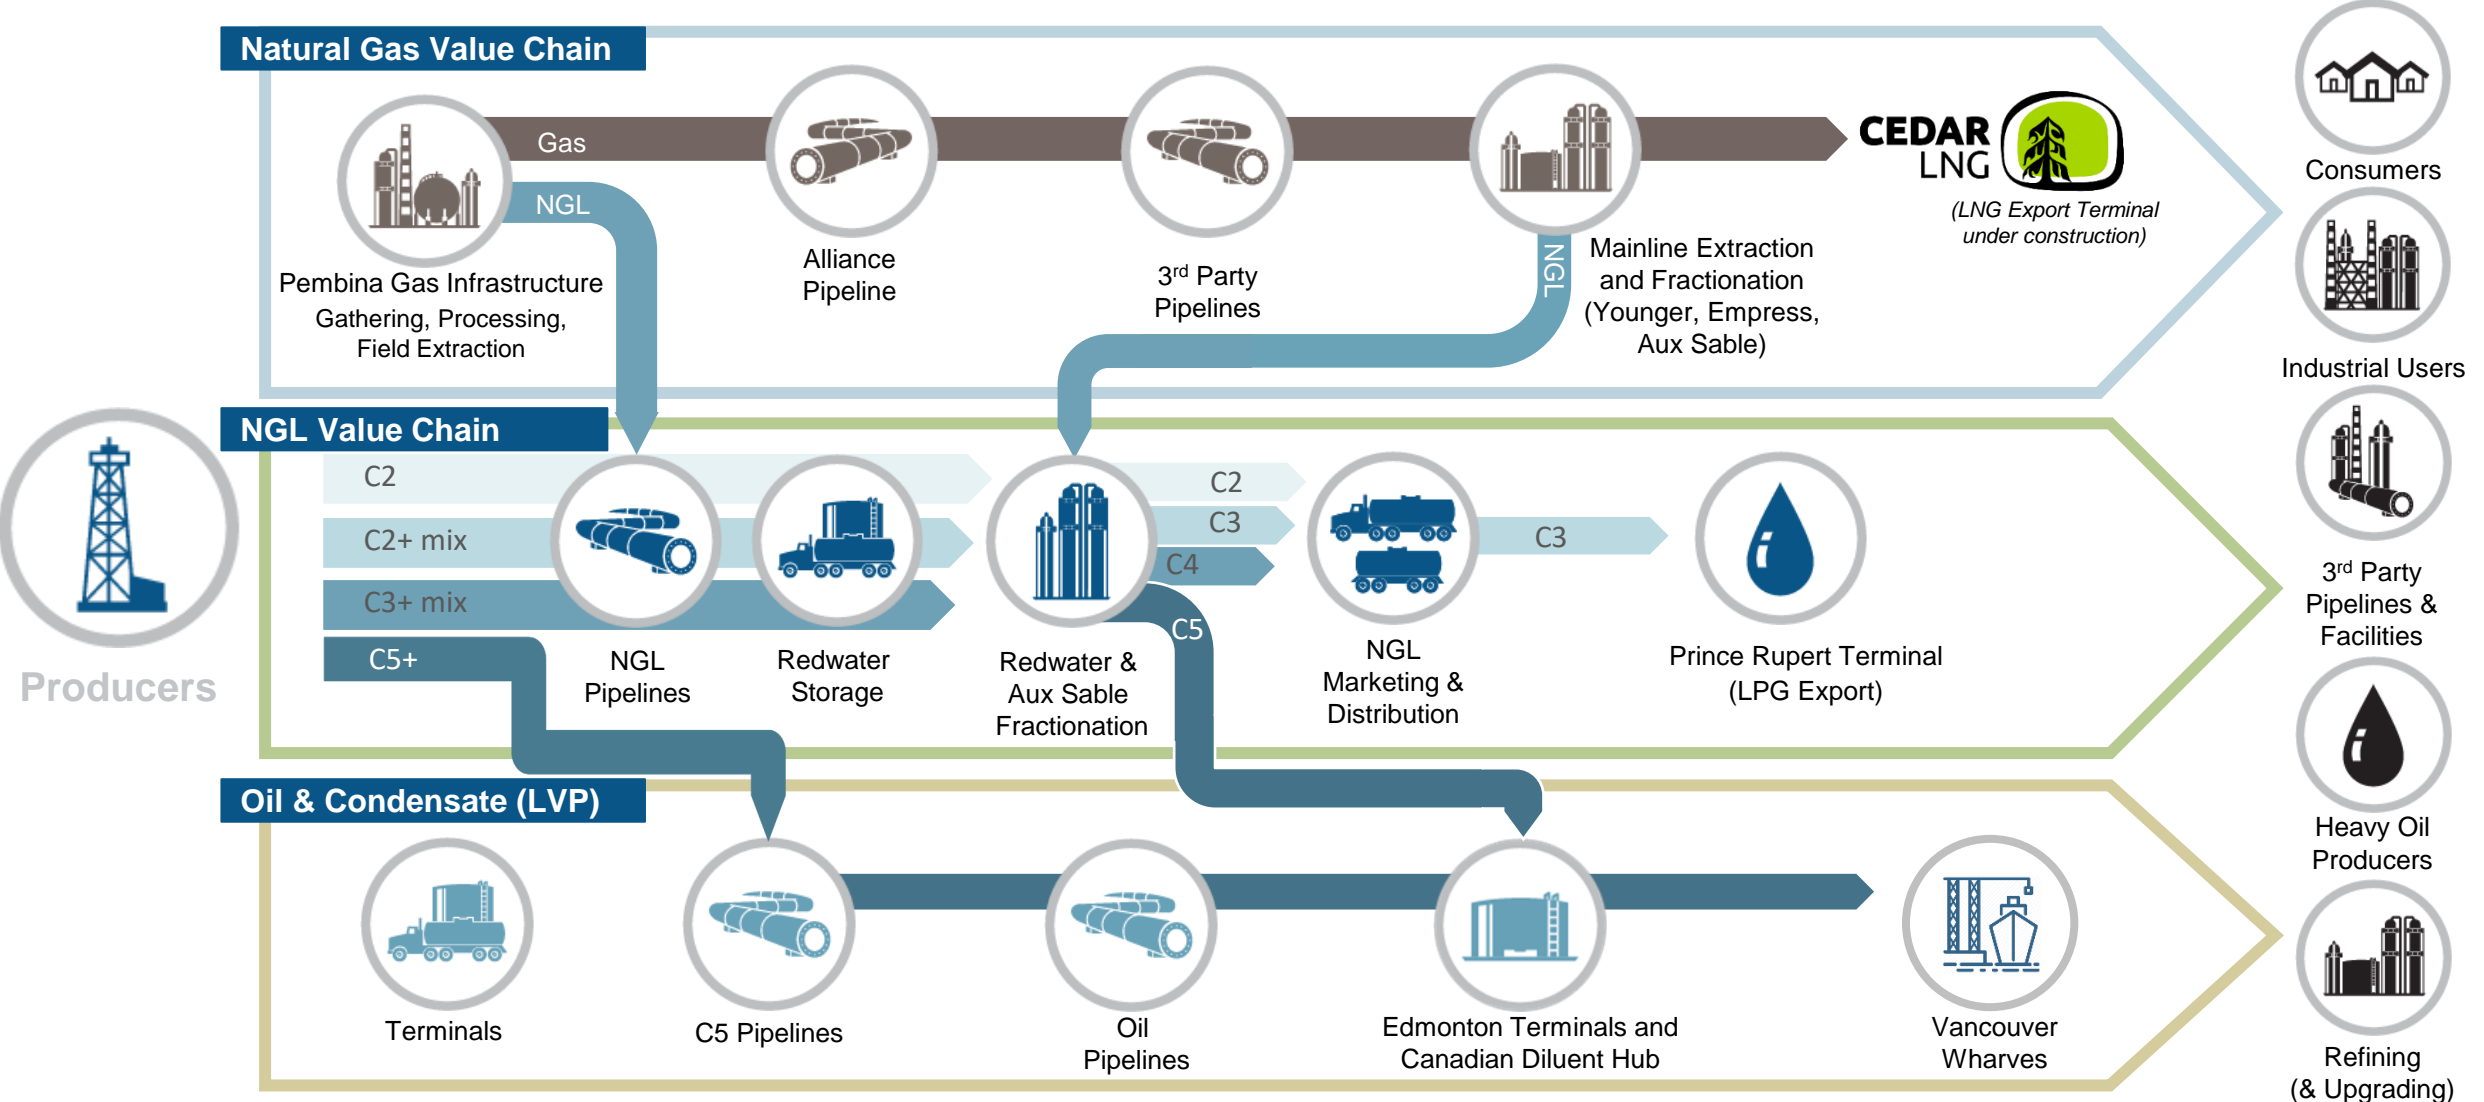 Natural Gas Value Chain
Gas
NGL
Pembina Gas Infrastructure
Gathering, Processing,
Field Extraction
Alliance
Pipeline
3rd Party
Pipelines
NGL
Mainline Extraction
and Fractionation
(Younger, Empress,
Aux Sable)
CEDAR
LNG
(LNG Export Terminal
under construction)
Producers
NGL Value Chain
C2
C2+ mix
C3+ mix
C5+
NGL
Pipelines
Redwater
Storage
Redwater &
Aux Sable
Fractionation
C2
C3
C4
C5
NGL
Marketing &
Distribution
C3
Prince Rupert Terminal
(LPG Export)
Oil & Condensate (LVP)
Terminals
C5 Pipelines
Oil
Pipelines
Edmonton Terminals and
Canadian Diluent Hub
Vancouver
Wharves
Consumers
Industrial Users
3rd Party
Pipelines &
Facilities
Heavy Oil
Producers
Refining
(& Upgrading)